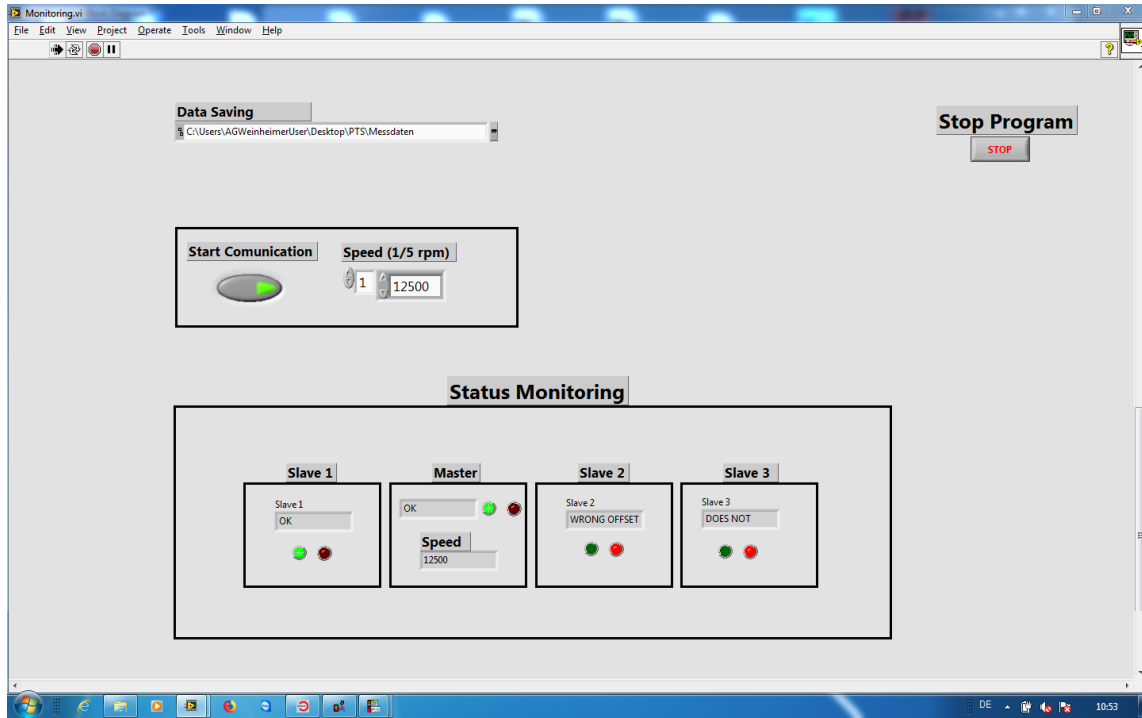 Monitoring.vi
File Edit View Project Operate Tools Window Help
Data Saving
C:\Users\AGWeinheimerUser\Desktop\PTS\Messdaten
Stop Program
STOP
Start Comunication
Speed (1/5 rpm)
1
12500
Status Monitoring
Slave 1
Master
Slave 2
Slave 3
Slave 1
OK
OK
Speed
12500
Slave 2
WRONG OFFSET
Slave 3
DOES NOT
DE
10:53